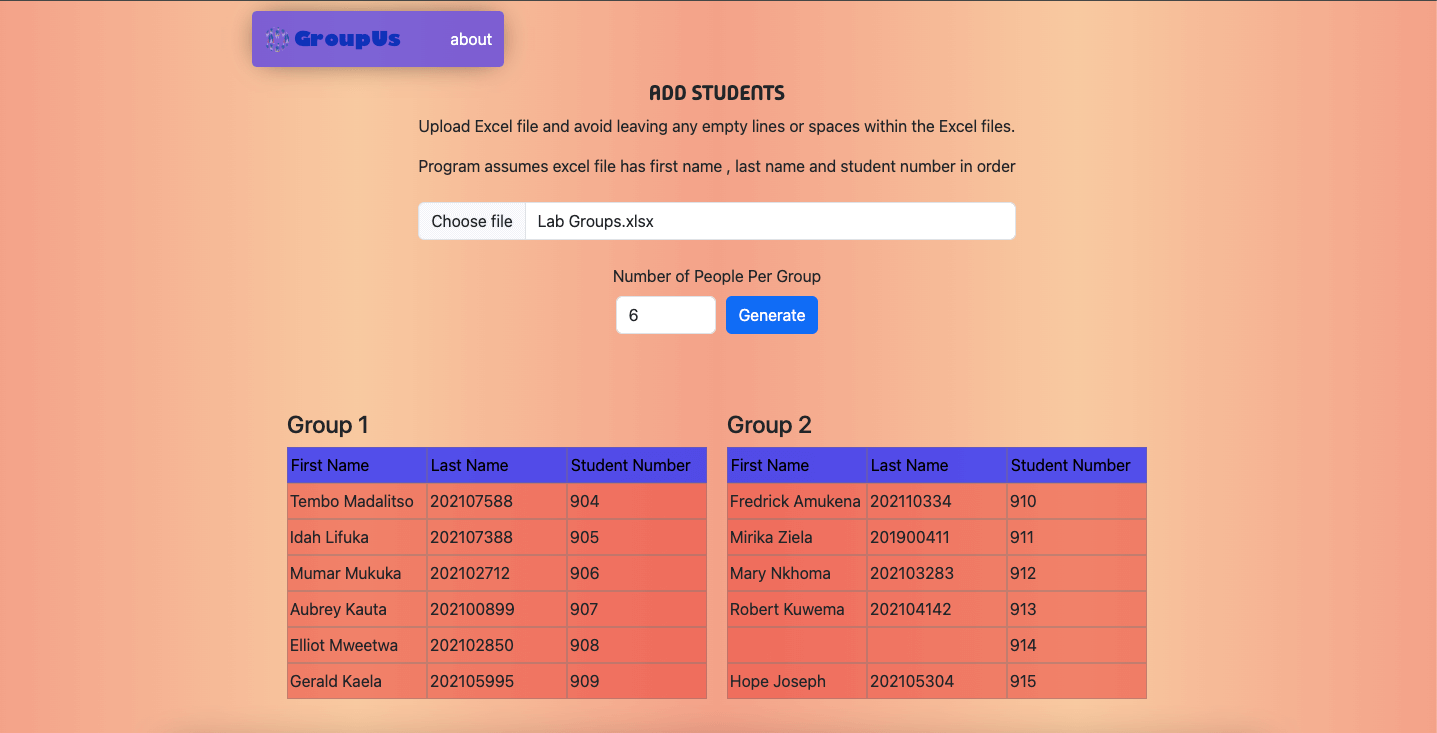 GroupUs about
ADD STUDENTS
Upload Excel file and avoid leaving any empty lines or spaces within the Excel files.
Program assumes excel file has first name , last name and student number in order
Choose file Lab Groups.xlsx
Number of People Per Group
6 Generate
Group 1
First Name Last Name Student Number
Tembo Madalitso 202107588 904
Idah Lifuka 202107388 905
Mumar Mukuka 202102712 906
Aubrey Kauta 202100899 907
Elliot Mweetwa 202102850 908
Gerald Kaela 202105995 909
Group 2
First Name Last Name Student Number
Fredrick Amukena 202110334 910
Mirika Ziela 201900411 911
Mary Nkhoma 202103283 912
Robert Kuwema 202104142 913
914
Hope Joseph 202105304 915